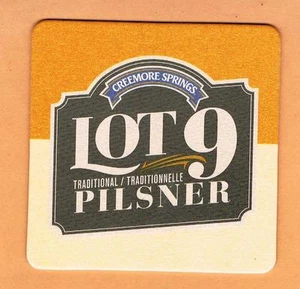 CREEMORE SPRINGS
LOT 9
TRADITIONAL / TRADITIONNELLE
PILSNER